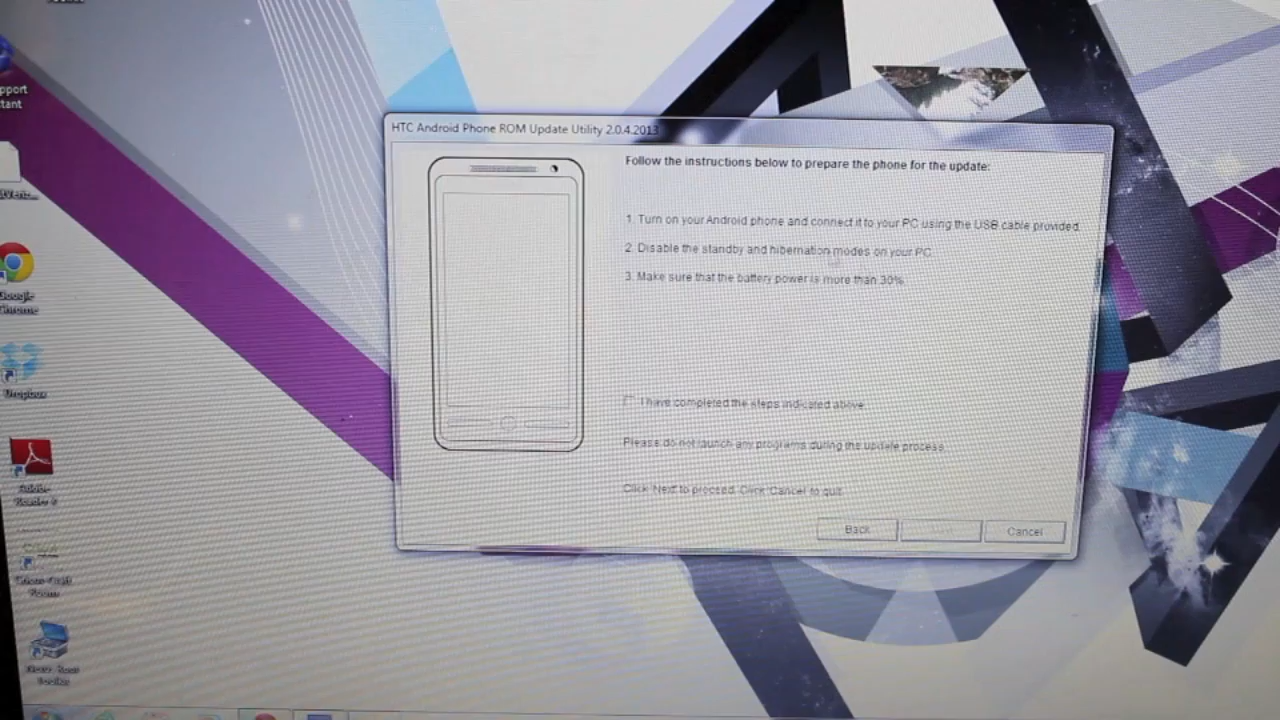 pport
tant
Google
Chrome
Dropbox
Adobe
HTC Android Phone ROM Update Utility 2.0.4.2013
Follow the instructions below to prepare the phone for the update:
1. Turn on your Android phone and connect it to your PC using the USB cable provided.
2. Disable the standby and hibernation modes on your PC.
3. Make sure that the battery power is more than 30%.
I have completed the steps indicated above.
Please do not launch any programs during the update process.
Click 'Next' to proceed. Click 'Cancel' to quit.
Back
Cancel